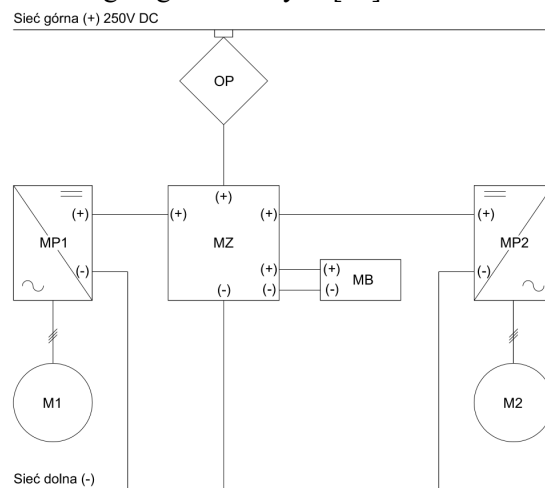 Sieć górna (+) 250V DC
OP
(+)
(+) (+) (+) (+)
MP1 MZ MP2
(-) (+) (+) MB (-)
(-) (-) (-)
M1 M2
Sieć dolna (-)